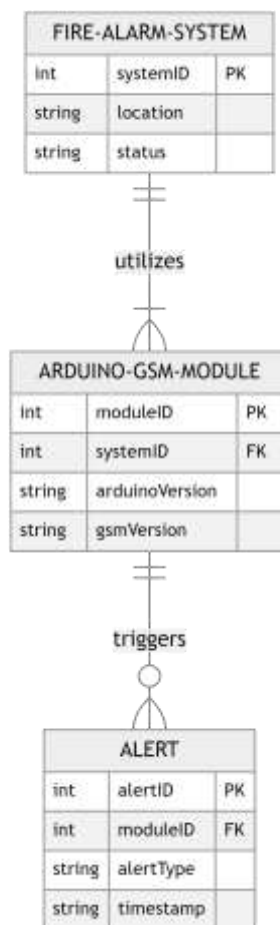 FIRE-ALARM-SYSTEM
int systemID PK
string location
string status
utilizes
ARDUINO-GSM-MODULE
int moduleID PK
int systemID FK
string arduinoVersion
string gsmVersion
triggers
ALERT
int alertID PK
int moduleID FK
string alertType
string timestamp